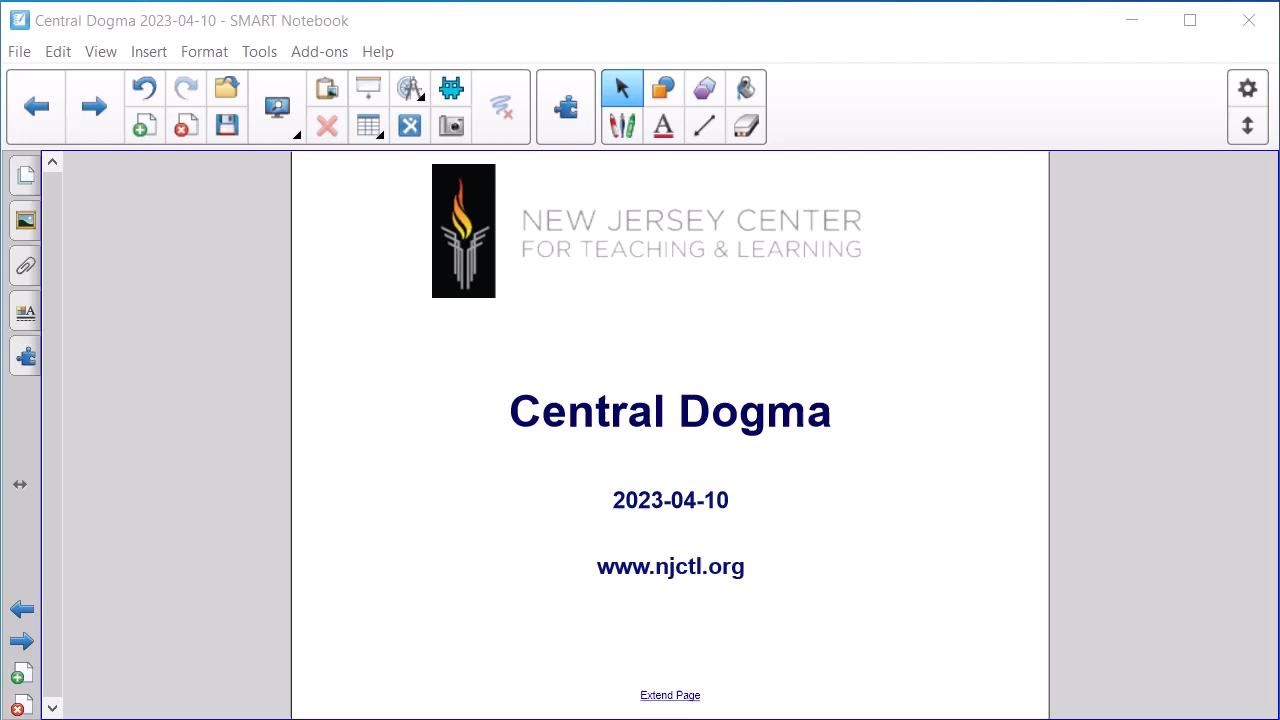 Central Dogma 2023-04-10 - SMART Notebook
File Edit View Insert Format Tools Add-ons Help
NEW JERSEY CENTER
FOR TEACHING & LEARNING
Central Dogma
2023-04-10
www.njctl.org
Extend Page